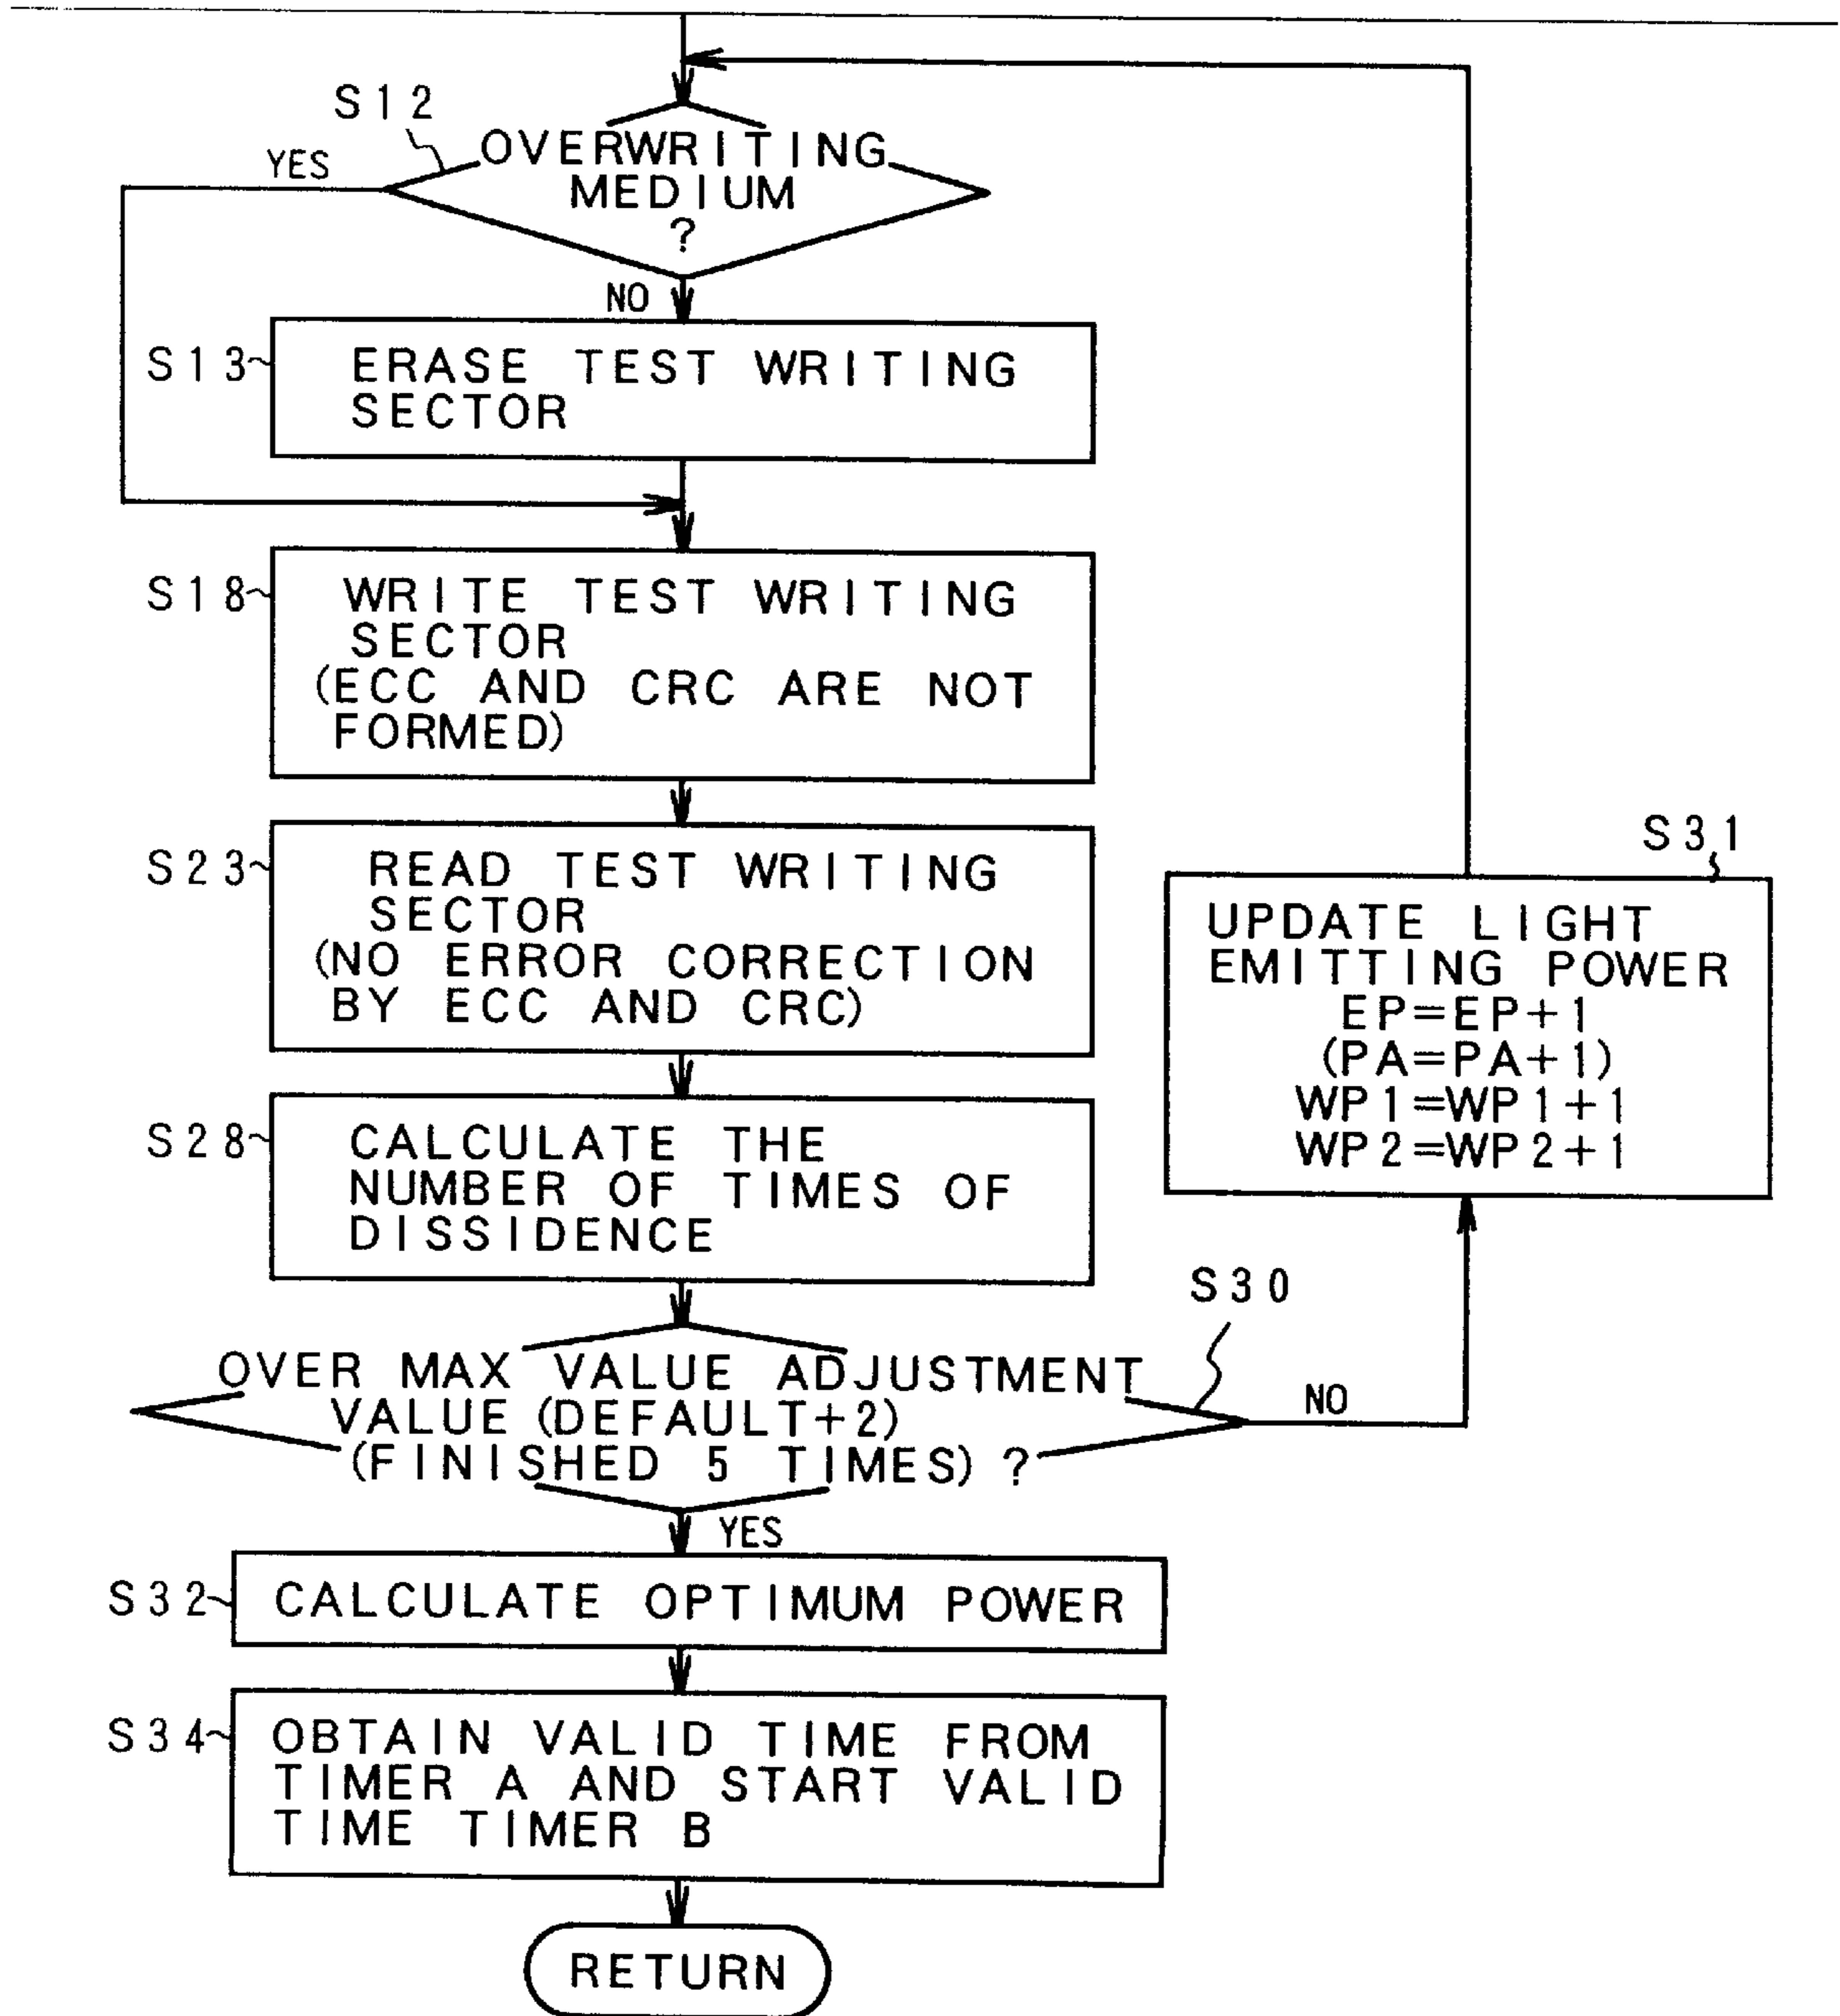 S12
YES
OVERWRITING
MEDIUM
?
NO
S13
ERASE TEST WRITING
SECTOR
S18
WRITE TEST WRITING
SECTOR
(ECC AND CRC ARE NOT
FORMED)
S23
READ TEST WRITING
SECTOR
(NO ERROR CORRECTION
BY ECC AND CRC)
S31
UPDATE LIGHT
EMITTING POWER
EP=EP+1
(PA=PA+1)
WP1=WP1+1
WP2=WP2+1
S28
CALCULATE THE
NUMBER OF TIMES OF
DISSIDENCE
S30
OVER MAX VALUE ADJUSTMENT
VALUE (DEFAULT+2)
(FINISHED 5 TIMES) ?
NO
YES
S32
CALCULATE OPTIMUM POWER
S34
OBTAIN VALID TIME FROM
TIMER A AND START VALID
TIME TIMER B
RETURN